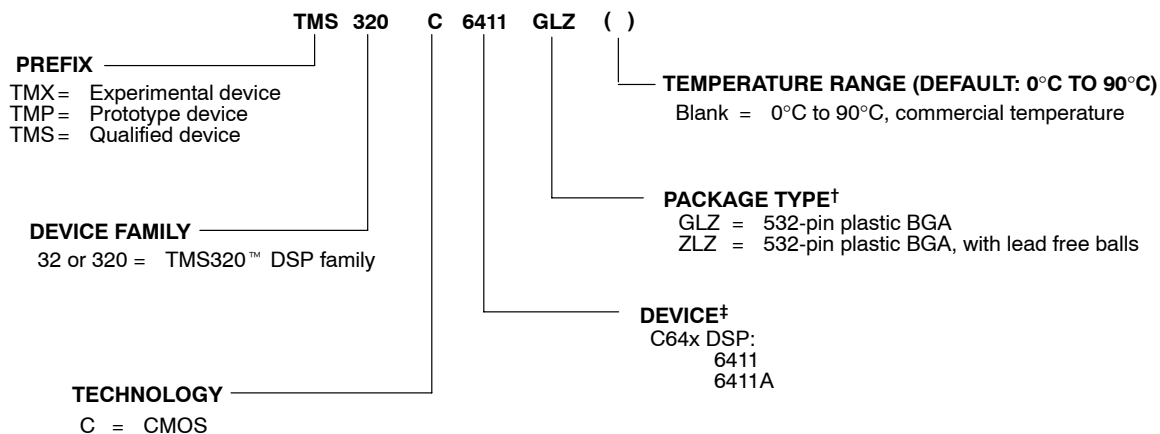 TMS 320 C 6411 GLZ ( )
PREFIX
TMX = Experimental device
TMP = Prototype device
TMS = Qualified device
TEMPERATURE RANGE (DEFAULT: 0°C TO 90°C)
Blank = 0°C to 90°C, commercial temperature
DEVICE FAMILY
32 or 320 = TMS320™ DSP family
PACKAGE TYPE†
GLZ = 532-pin plastic BGA
ZLZ = 532-pin plastic BGA, with lead free balls
DEVICE‡
C64x DSP:
6411
6411A
TECHNOLOGY
C = CMOS